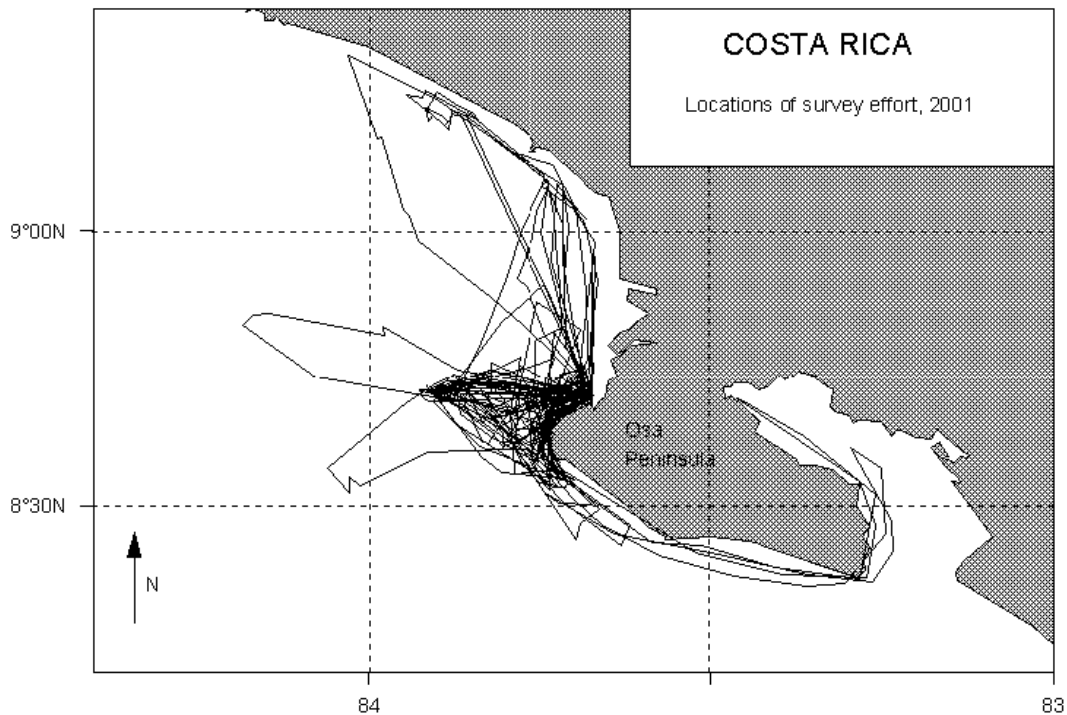 COSTA RICA
Locations of survey effort, 2001
9°00N
Osa
Peninsula
8°30N
N
84
83